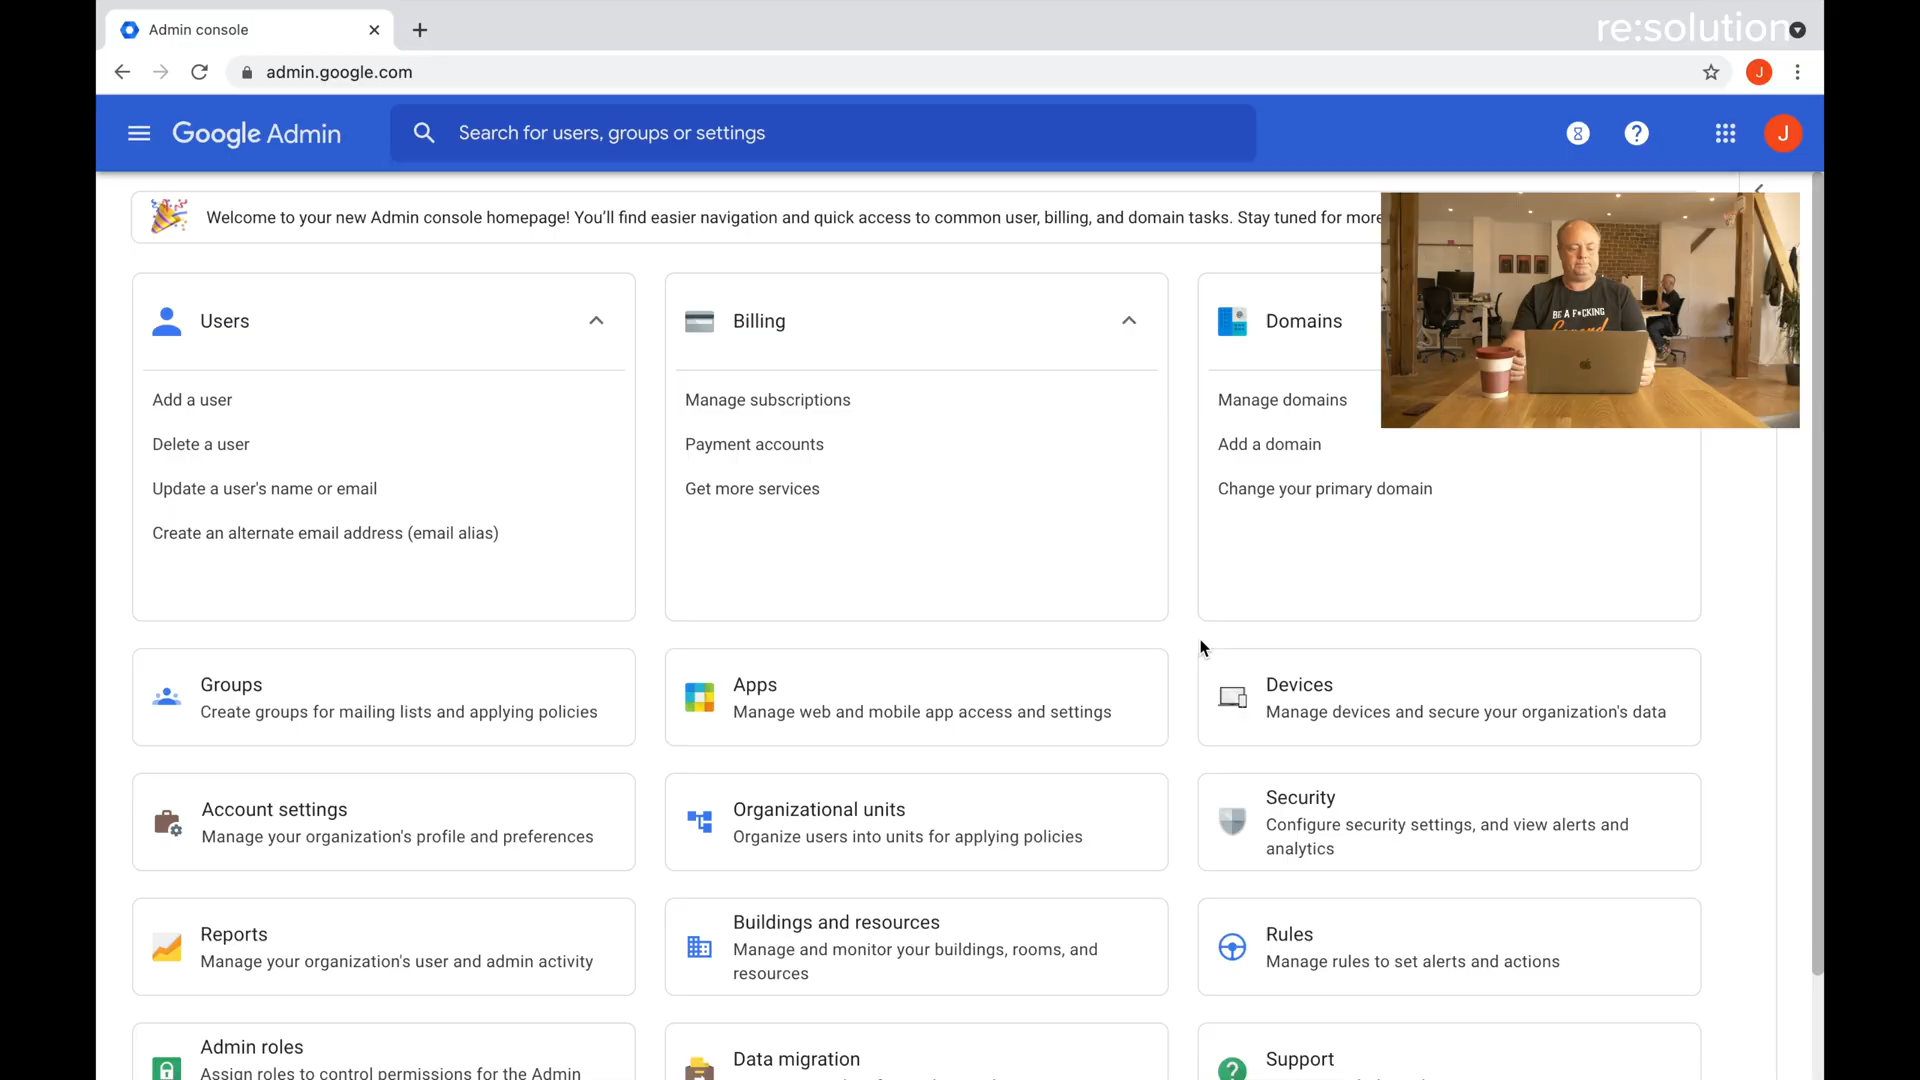 Admin console
re:solution
admin.google.com
J
Google Admin
Search for users, groups or settings
J
Welcome to your new Admin console homepage! You'll find easier navigation and quick access to common user, billing, and domain tasks. Stay tuned for more
BE A F*CKING
Legend
Users
Billing
Domains
Add a user
Manage subscriptions
Manage domains
Delete a user
Payment accounts
Add a domain
Update a user's name or email
Get more services
Change your primary domain
Create an alternate email address (email alias)
Groups
Create groups for mailing lists and applying policies
Apps
Manage web and mobile app access and settings
Devices
Manage devices and secure your organization's data
Account settings
Manage your organization's profile and preferences
Organizational units
Organize users into units for applying policies
Security
Configure security settings, and view alerts and
analytics
Reports
Manage your organization's user and admin activity
Buildings and resources
Manage and monitor your buildings, rooms, and
resources
Rules
Manage rules to set alerts and actions
Admin roles
Assign roles to control permissions for the Admin
Data migration
Support